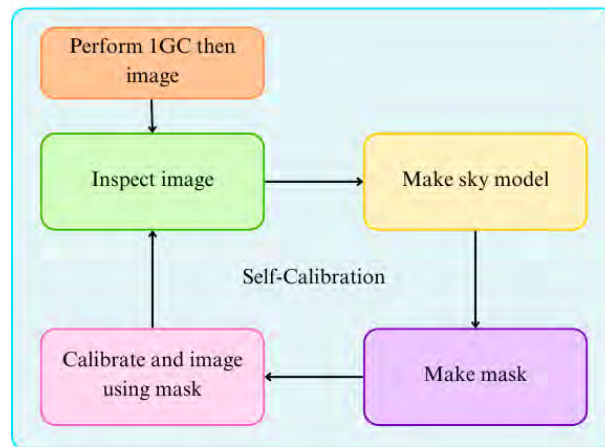 Perform 1GC then
image
Inspect image
Make sky model
Self-Calibration
Calibrate and image
using mask
Make mask